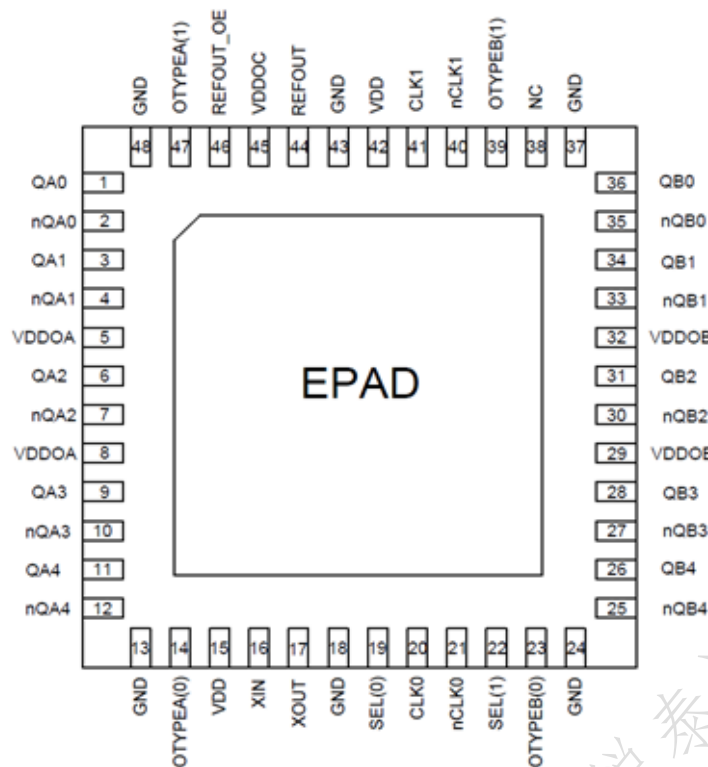 GND
OTYPEA(1)
REFOUT_OE
VDDOC
REFOUT
GND
VDD
CLK1
nCLK1
OTYPEB(1)
NC
GND
48 47 46 45 44 43 42 41 40 39 38 37
QA0 1
nQA0 2
QA1 3
nQA1 4
VDDOA 5
QA2 6
nQA2 7
VDDOA 8
QA3 9
nQA3 10
QA4 11
nQA4 12
EPAD
36 QB0
35 nQB0
34 QB1
33 nQB1
32 VDDOB
31 QB2
30 nQB2
29 VDDOB
28 QB3
27 nQB3
26 QB4
25 nQB4
13 14 15 16 17 18 19 20 21 22 23 24
GND
OTYPEA(0)
VDD
XIN
XOUT
GND
SEL(0)
CLK0
nCLK0
SEL(1)
OTYPEB(0)
GND
泰